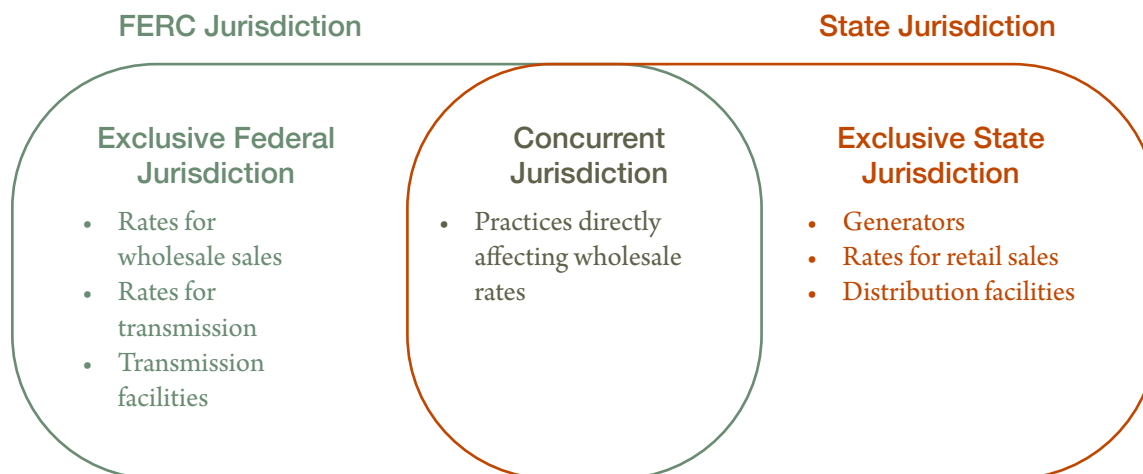 FERC Jurisdiction
State Jurisdiction
Exclusive Federal
Jurisdiction
• Rates for
wholesale sales
• Rates for
transmission
• Transmission
facilities
Concurrent
Jurisdiction
• Practices directly
affecting wholesale
rates
Exclusive State
Jurisdiction
• Generators
• Rates for retail sales
• Distribution facilities